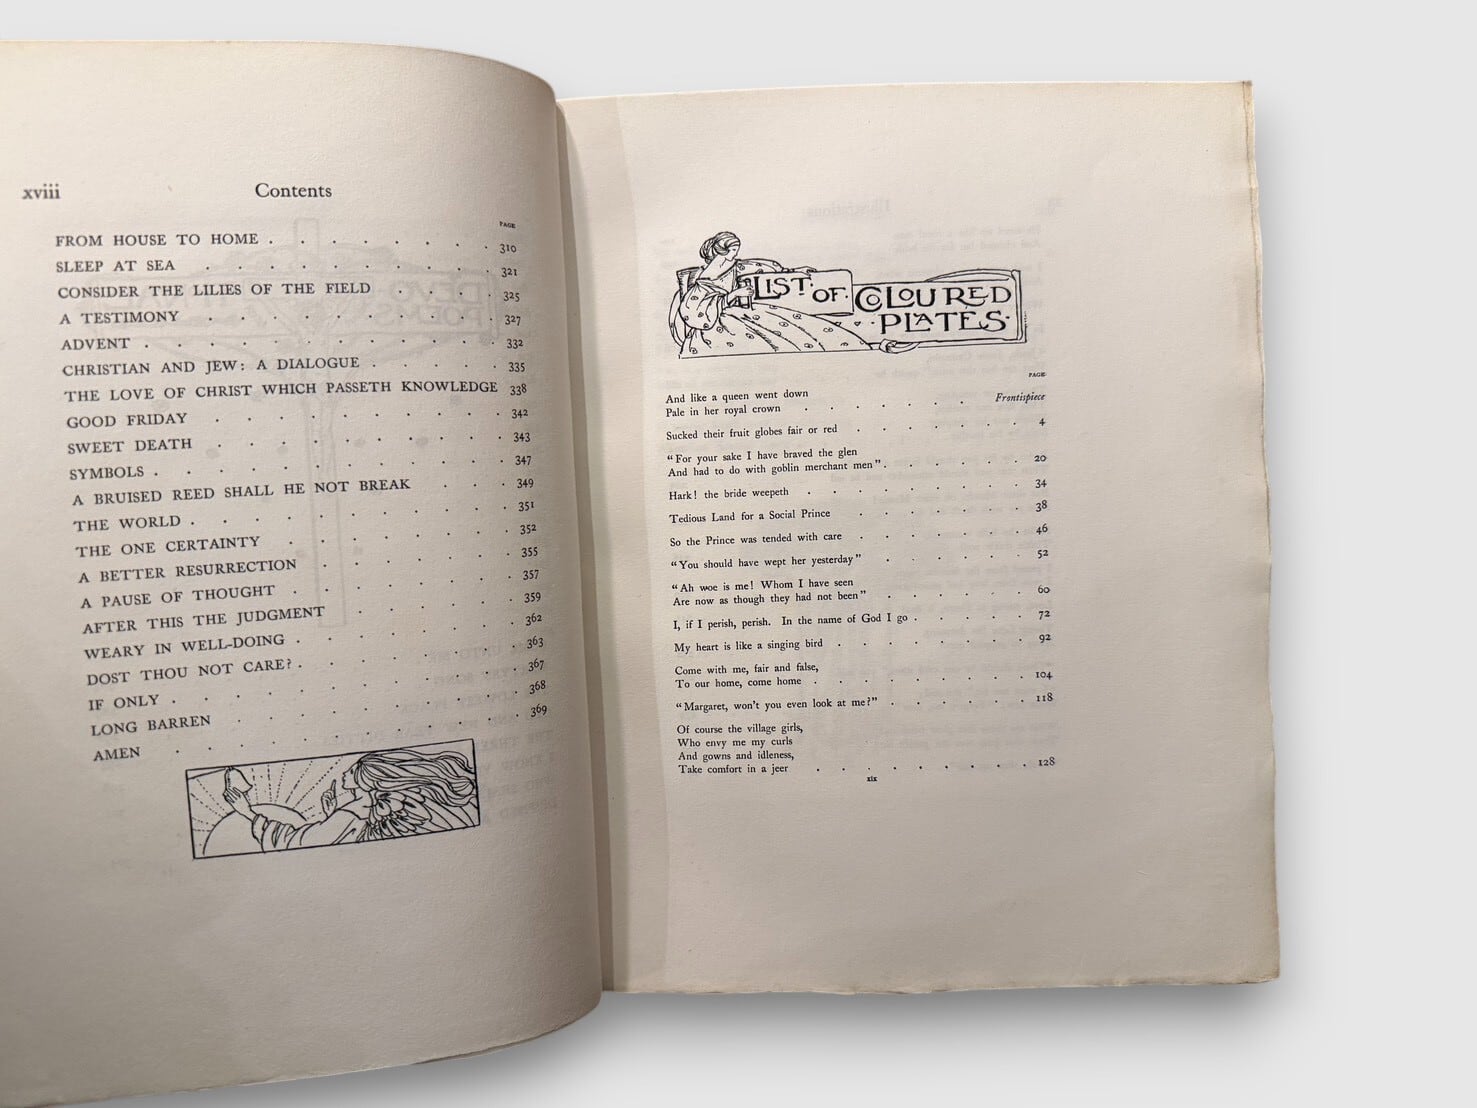 xviii Contents
PAGE
FROM HOUSE TO HOME . . . . . . . . 310
SLEEP AT SEA . . . . . . . . . 321
CONSIDER THE LILIES OF THE FIELD . . . . 325
A TESTIMONY . . . . . . . . . 327
ADVENT . . . . . . . . . . . 332
CHRISTIAN AND JEW: A DIALOGUE . . . . . 335
THE LOVE OF CHRIST WHICH PASSETH KNOWLEDGE 338
GOOD FRIDAY . . . . . . . . . 342
SWEET DEATH . . . . . . . . . 343
SYMBOLS . . . . . . . . . . . 347
A BRUISED REED SHALL HE NOT BREAK . . . 349
THE WORLD . . . . . . . . . . 351
THE ONE CERTAINTY . . . . . . . 352
A BETTER RESURRECTION . . . . . . 355
A PAUSE OF THOUGHT . . . . . . . 357
AFTER THIS THE JUDGMENT . . . . . 359
WEARY IN WELL-DOING . . . . . . . 362
DOST THOU NOT CARE? . . . . . . . 363
IF ONLY . . . . . . . . . . . 367
LONG BARREN . . . . . . . . . 368
AMEN . . . . . . . . . . . 369
LIST OF COLOURED
PLATES
PAGE
And like a queen went down
Pale in her royal crown . . . . . . . Frontispiece
Sucked their fruit globes fair or red . . . . . . . 4
"For your sake I have braved the glen
And had to do with goblin merchant men" . . . . . . 20
Hark! the bride weepeth . . . . . . . . . 34
Tedious Land for a Social Prince . . . . . . . 38
So the Prince was tended with care . . . . . . . 46
"You should have wept her yesterday" . . . . . . 52
"Ah woe is me! Whom I have seen
Are now as though they had not been" . . . . . . 60
I, if I perish, perish. In the name of God I go . . . . . 72
My heart is like a singing bird . . . . . . . . 92
Come with me, fair and false,
To our home, come home . . . . . . . . . 104
"Margaret, won't you even look at me?" . . . . . . 118
Of course the village girls,
Who envy me my curls
And gowns and idleness,
Take comfort in a jeer . . . . . . . . . 128
xix